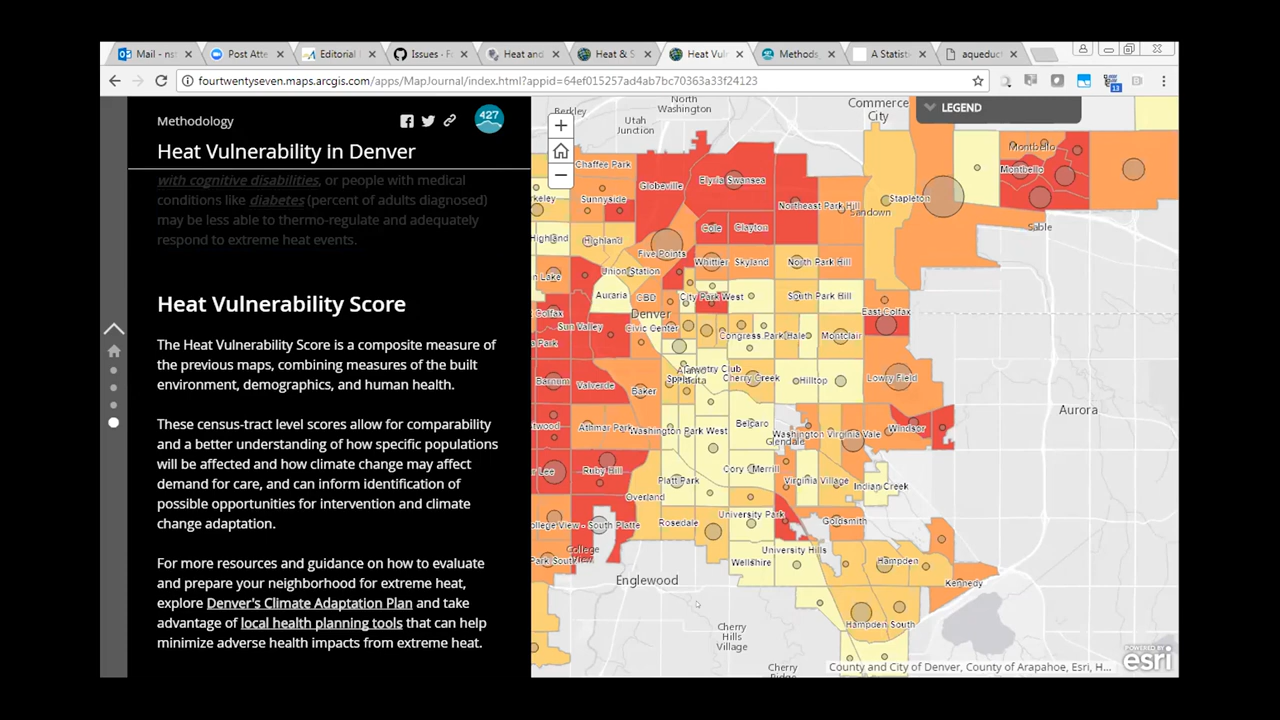 Mail - nst
Post Atte
Editorial
Issues - F
Heat and
Heat & S
Heat Vul
Methods
A Statist
aqueduct
fourtwentyseven.maps.arcgis.com/apps/MapJournal/index.html?appid=64ef015257ad4ab7bc70363a33f24123
13
Methodology
427
Heat Vulnerability in Denver
with cognitive disabilities, or people with medical
conditions like diabetes (percent of adults diagnosed)
may be less able to thermo-regulate and adequately
respond to extreme heat events.
Heat Vulnerability Score
The Heat Vulnerability Score is a composite measure of
the previous maps, combining measures of the built
environment, demographics, and human health.
These census-tract level scores allow for comparability
and a better understanding of how specific populations
will be affected and how climate change may affect
demand for care, and can inform identification of
possible opportunities for intervention and climate
change adaptation.
For more resources and guidance on how to evaluate
and prepare your neighborhood for extreme heat,
explore Denver's Climate Adaptation Plan and take
advantage of local health planning tools that can help
minimize adverse health impacts from extreme heat.
LEGEND
Berkley
North
Washington
Utah
Junction
Commerce
City
Chaffee Park
Globeville
Elyria Swansea
Montbello
Montbello
Sunnyside
Northeast Park Hill
Sandown
Stapleton
Cole
Clayton
Sable
Highland
Highland
Five Points
Whittier
Skyland
North Park Hill
Union Station
Auraria
CBD
City Park West
South Park Hill
Denver
East Colfax
Colfax
Sun Valley
Civic Center
Congress Park
Hale
Montclair
Country Club
Barnum
Valverde
Baker
Cherry Creek
Hilltop
Lowry Field
Aurora
Athmar Park
Washington Park West
Belcaro
Glendale
Washington Virginia Vale
Windsor
Ruby Hill
Platt Park
Cory - Merrill
Virginia Village
Indian Creek
Overland
College View - South Platte
Rosedale
University Park
Goldsmith
College
View
University Hills
Wellshire
Hampden
Englewood
Kennedy
Hampden South
Cherry
Hills
Village
Cherry
County and City of Denver, County of Arapahoe, Esri, H...
POWERED BY
esri